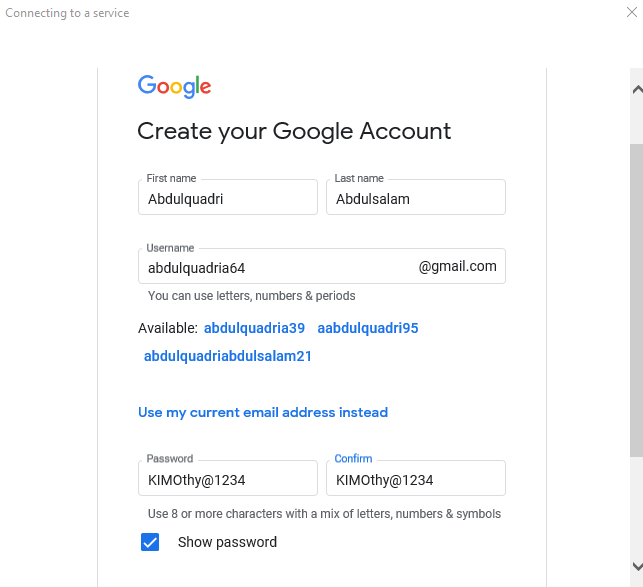 Connecting to a service
Google
Create your Google Account
First name
Last name
Abdulquadri
Abdulsalam
Username
abdulquadria64
@gmail.com
You can use letters, numbers & periods
Available: abdulquadria39 aabdulquadri95
abdulquadriabdulsalam21
Use my current email address instead
Password
Confirm
KIMOthy@1234
KIMOthy@1234
Use 8 or more characters with a mix of letters, numbers & symbols
Show password